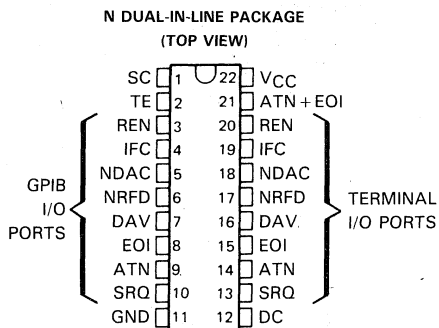 N DUAL-IN-LINE PACKAGE
(TOP VIEW)
SC 1 22 VCC
TE 2 21 ATN + EOI
REN 3 20 REN
IFC 4 19 IFC
NDAC 5 18 NDAC
NRFD 6 17 NRFD
DAV 7 16 DAV
EOI 8 15 EOI
ATN 9 14 ATN
SRQ 10 13 SRQ
GND 11 12 DC
GPIB
I/O
PORTS
TERMINAL
I/O PORTS